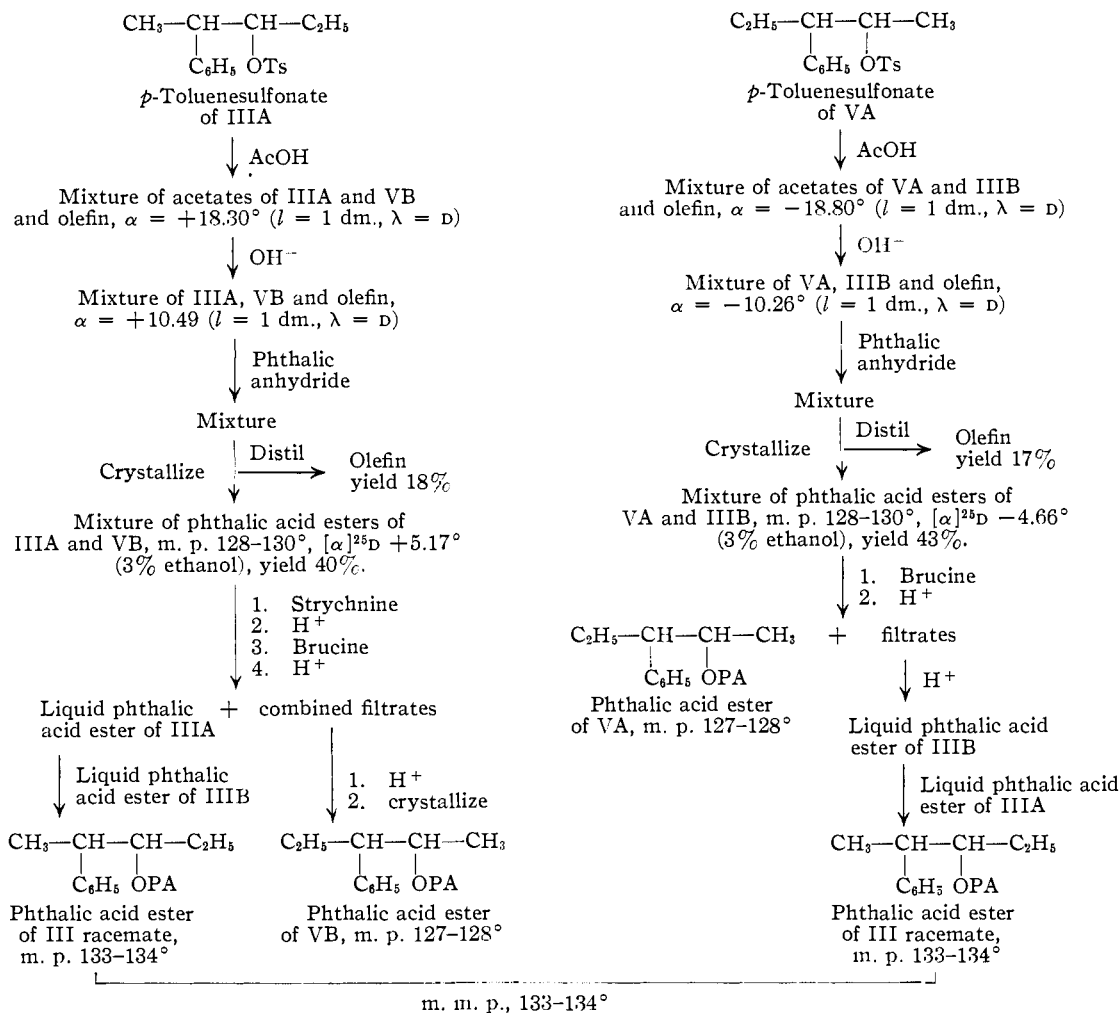 CH₃—CH—CH—C₂H₅
C₆H₅ OTs
p-Toluenesulfonate
of IIIA
AcOH
Mixture of acetates of IIIA and VB
and olefin, α = +18.30° (l = 1 dm., λ = D)
OH⁻
Mixture of IIIA, VB and olefin,
α = +10.49 (l = 1 dm., λ = D)
Phthalic
anhydride
Mixture
Distil
Crystallize
Olefin
yield 18%
Mixture of phthalic acid esters of
IIIA and VB, m. p. 128-130°, [α]²⁵D +5.17°
(3% ethanol), yield 40%.
1. Strychnine
2. H⁺
3. Brucine
4. H⁺
Liquid phthalic
acid ester of IIIA
+ combined filtrates
Liquid phthalic
acid ester of IIIB
1. H⁺
2. crystallize
CH₃—CH—CH—C₂H₅
C₆H₅ OPA
Phthalic acid ester
of III racemate,
m. p. 133-134°
C₂H₅—CH—CH—CH₃
C₆H₅ OPA
Phthalic acid ester
of VB, m. p. 127-128°
C₂H₅—CH—CH—CH₃
C₆H₅ OTs
p-Toluenesulfonate
of VA
AcOH
Mixture of acetates of VA and IIIB
and olefin, α = −18.80° (l = 1 dm., λ = D)
OH⁻
Mixture of VA, IIIB and olefin,
α = −10.26° (l = 1 dm., λ = D)
Phthalic
anhydride
Mixture
Distil
Crystallize
Olefin
yield 17%
Mixture of phthalic acid esters of
VA and IIIB, m. p. 128-130°, [α]²⁵D −4.66°
(3% ethanol), yield 43%.
1. Brucine
2. H⁺
C₂H₅—CH—CH—CH₃ + filtrates
C₆H₅ OPA
Phthalic acid ester
of VA, m. p. 127-128°
H⁺
Liquid phthalic acid
ester of IIIB
Liquid phthalic acid
ester of IIIA
CH₃—CH—CH—C₂H₅
C₆H₅ OPA
Phthalic acid ester
of III racemate,
m. p. 133-134°
m. m. p., 133-134°